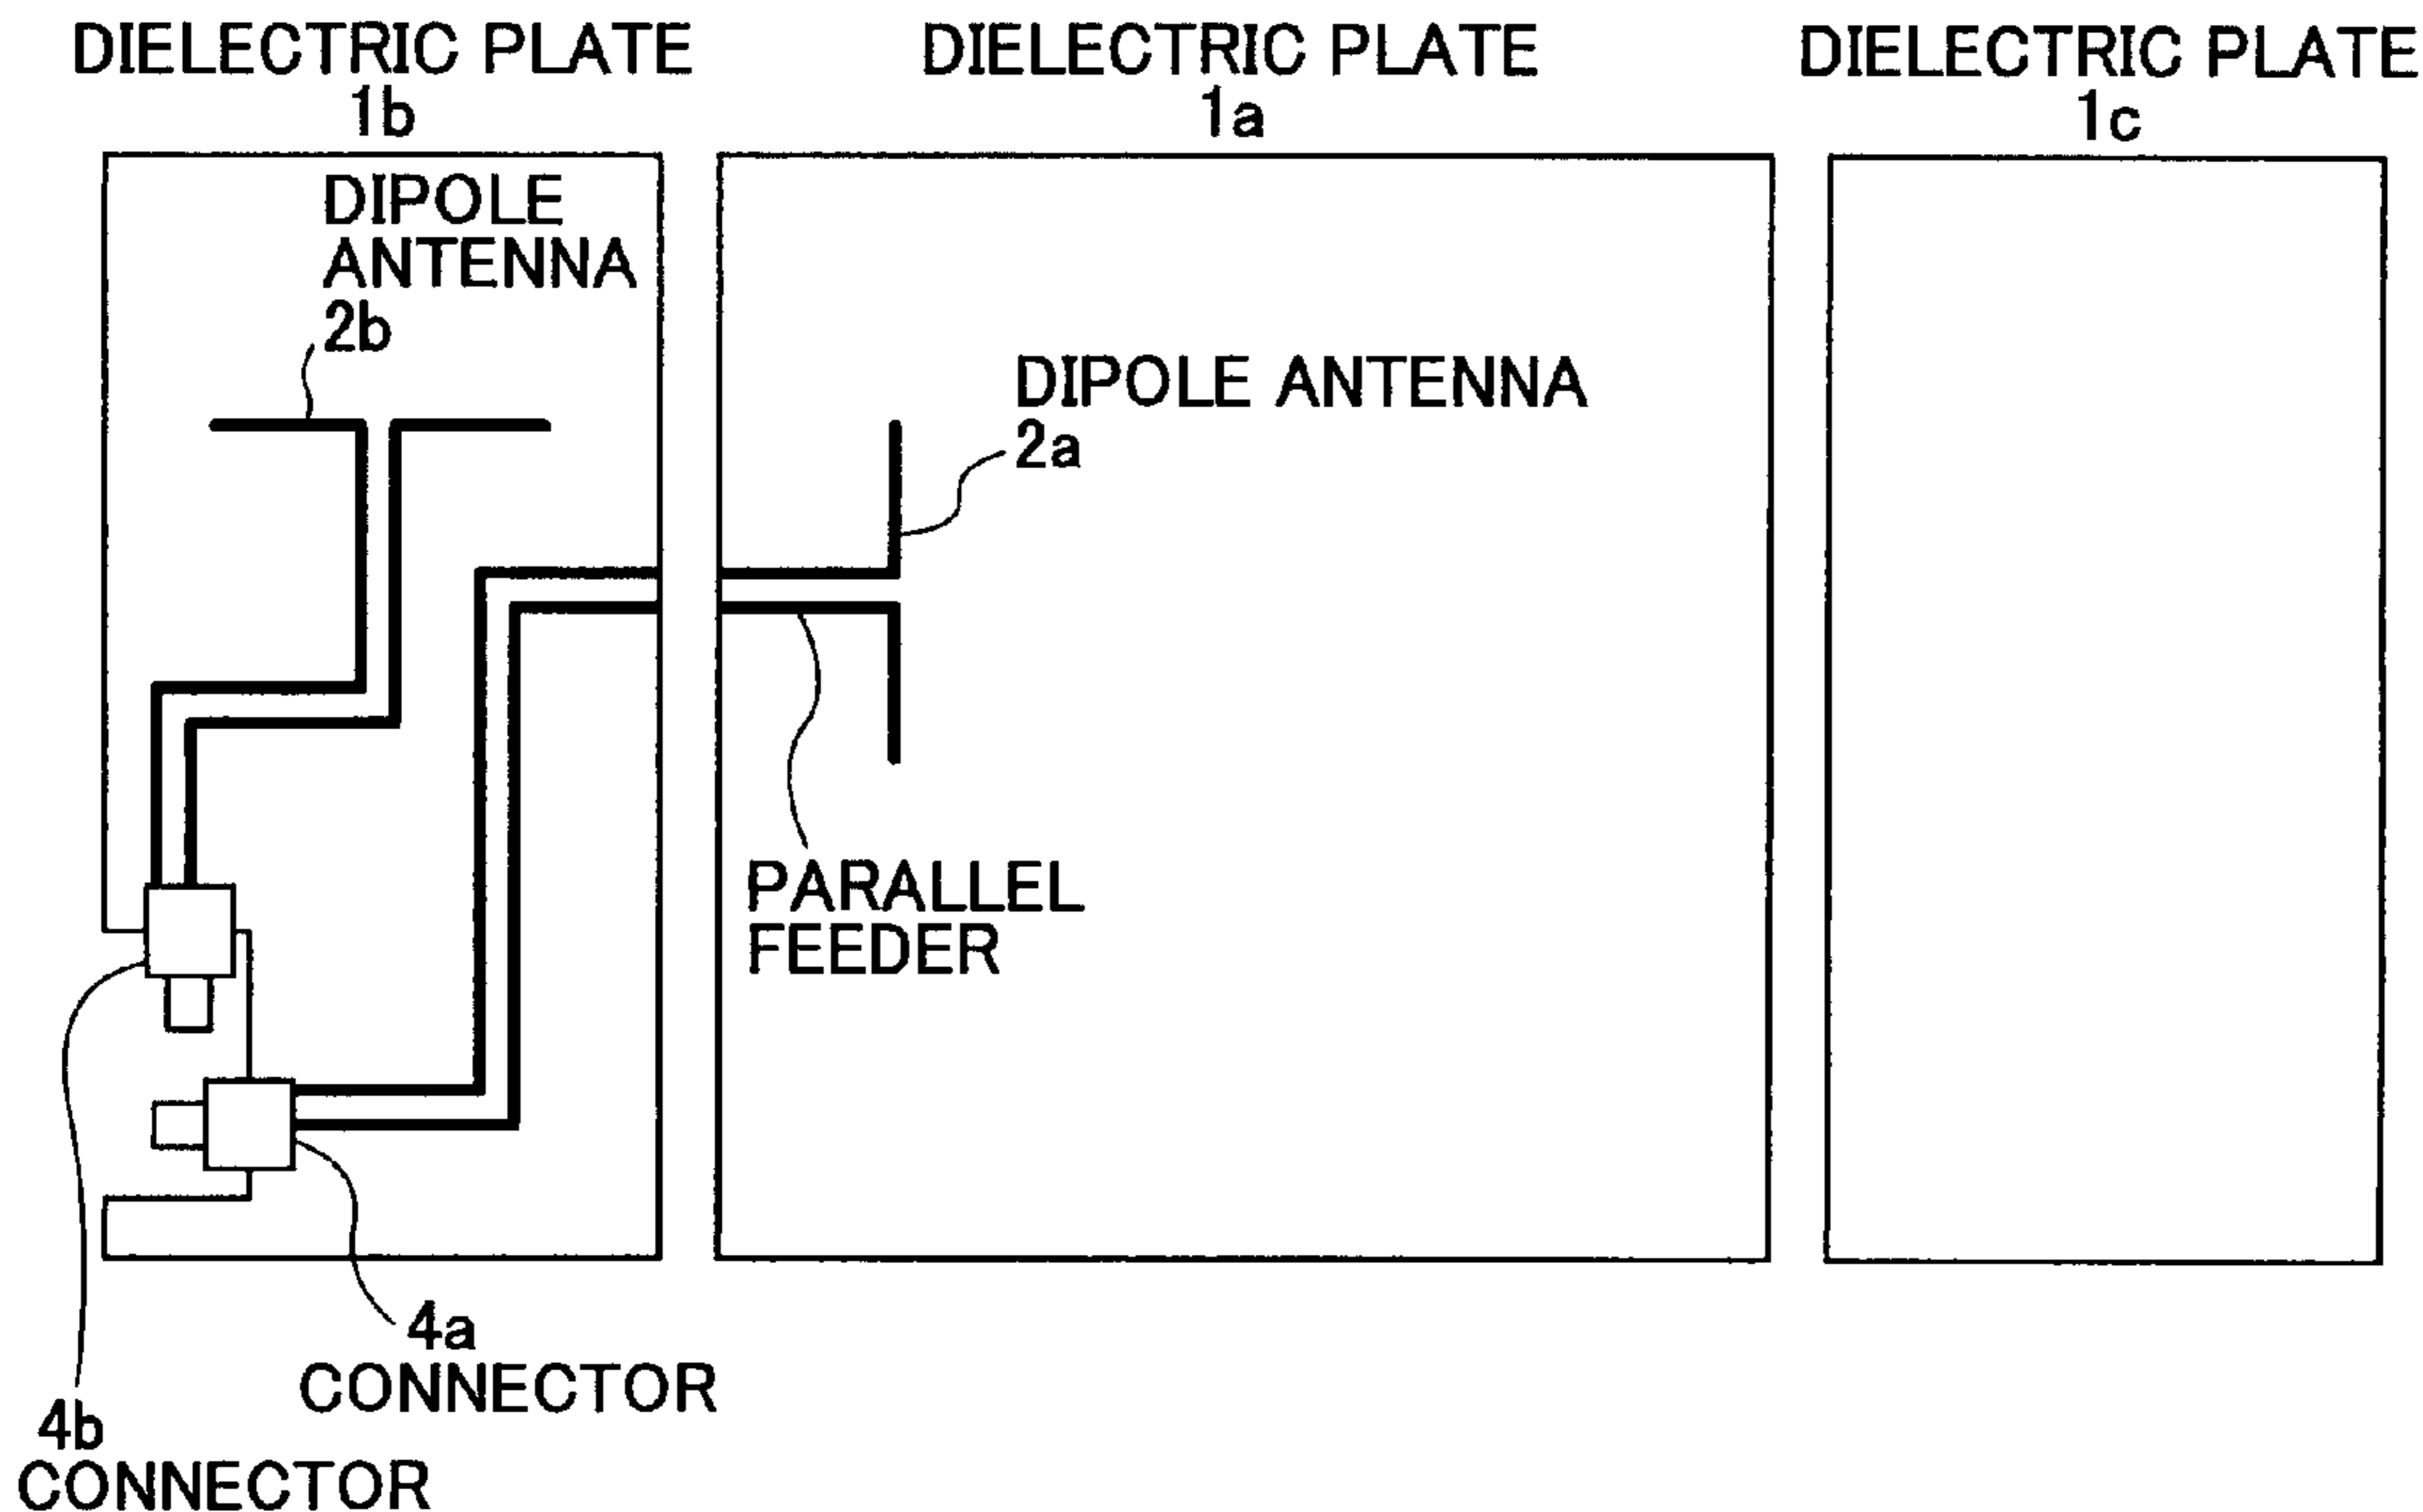 DIELECTRIC PLATE
1b
DIELECTRIC PLATE
1a
DIELECTRIC PLATE
1c
DIPOLE
ANTENNA
2b
DIPOLE ANTENNA
2a
PARALLEL
FEEDER
4a
CONNECTOR
4b
CONNECTOR